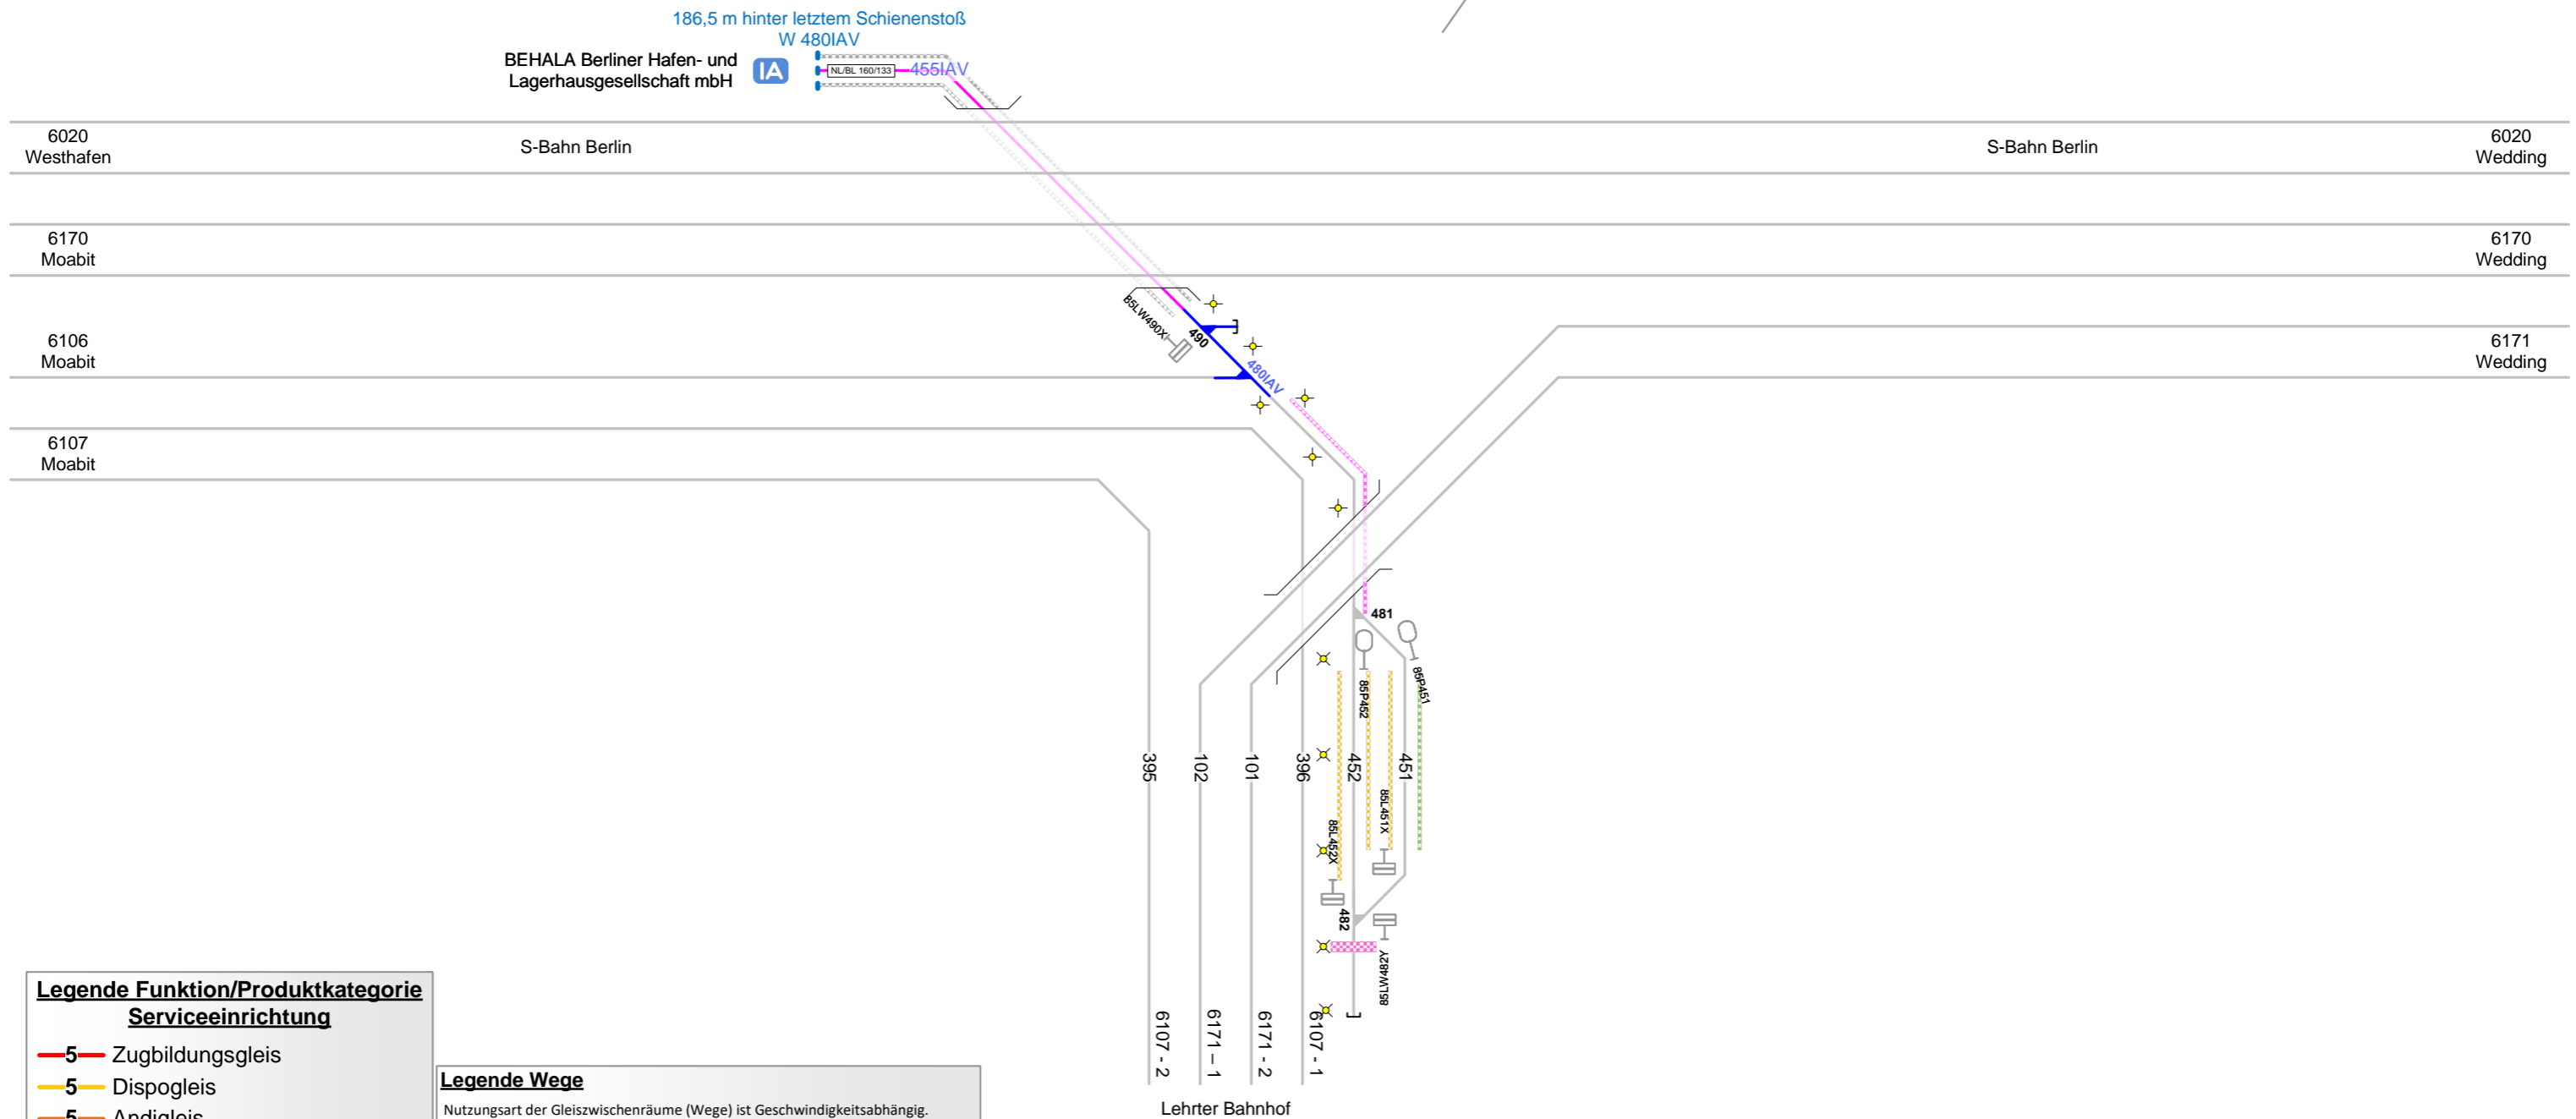 186,5 m hinter letztem Schienenstoß
W 480IAV
BEHALA Berliner Hafen- und
Lagerhausgesellschaft mbH
IA
NL/BL 160/133
455IAV
6020
Westhafen
S-Bahn Berlin
S-Bahn Berlin
6020
Wedding
6170
Moabit
6170
Wedding
85LW490X
490
6106
Moabit
480IAV
6171
Wedding
6107
Moabit
481
85P452
85P451
395
102
101
396
452
451
85L451X
85L452X
482
85LW482Y
6107 - 2
6171 – 1
6171 - 2
6107 - 1
Lehrter Bahnhof
Legende Funktion/Produktkategorie
Serviceeinrichtung
5 Zugbildungsgleis
5 Dispogleis
5 Andigleis
Legende Wege
Nutzungsart der Gleiszwischenräume (Wege) ist Geschwindigkeitsabhängig.